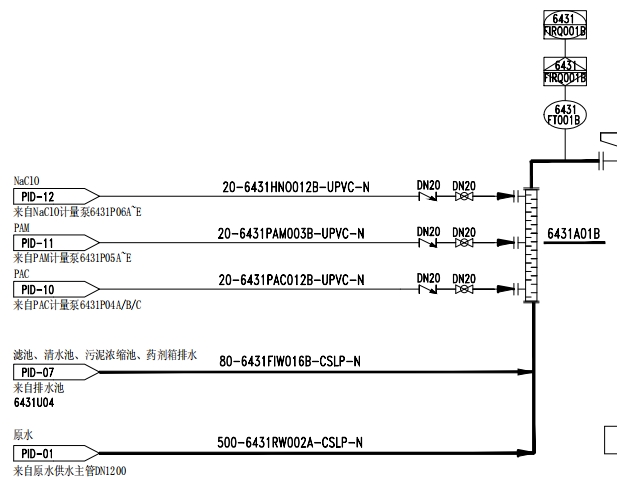 6431
FIRQ001B
6431
FIRQ001B
6431
FT001B
NaClO
PID-12
20-6431HN0012B-UPVC-N
DN20
DN20
来自NaClO计量泵6431P06A~E
PAM
PID-11
20-6431PAM003B-UPVC-N
DN20
DN20
6431A01B
来自PAM计量泵6431P05A~E
PAC
PID-10
20-6431PAC012B-UPVC-N
DN20
DN20
来自PAC计量泵6431P04A/B/C
滤池、清水池、污泥浓缩池、药剂箱排水
PID-07
80-6431FIW016B-CSLP-N
来自排水池
6431U04
原水
PID-01
500-6431RW002A-CSLP-N
来自原水供水主管DN1200